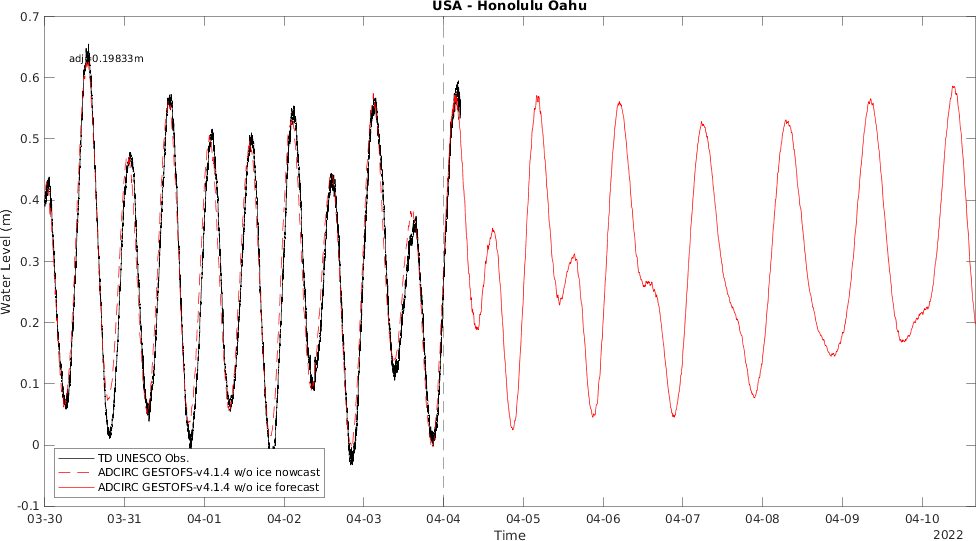 USA - Honolulu Oahu
0.7
adj=0.19833m
0.6
0.5
0.4
0.3
0.2
0.1
0
-0.1
Water Level (m)
TD UNESCO Obs.
ADCIRC GESTOFS-v4.1.4 w/o ice nowcast
ADCIRC GESTOFS-v4.1.4 w/o ice forecast
03-30 03-31 04-01 04-02 04-03 04-04 04-05 04-06 04-07 04-08 04-09 04-10
Time
2022